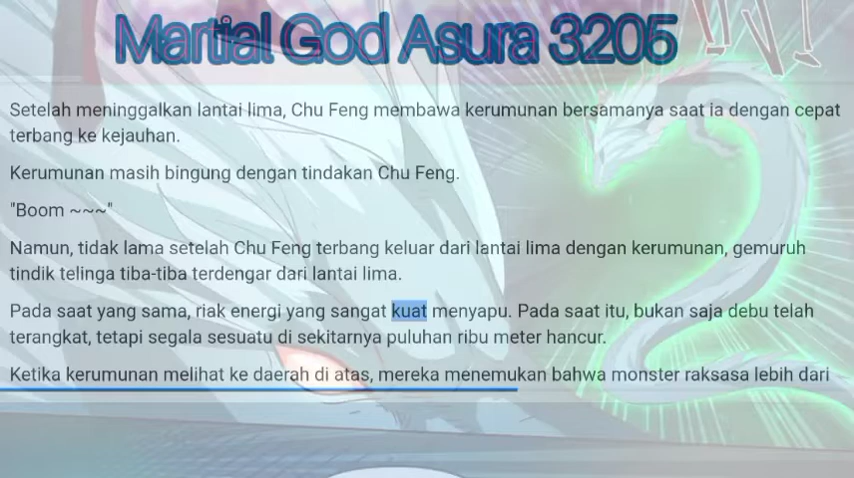 Martial God Asura 3205
Setelah meninggalkan lantai lima, Chu Feng membawa kerumunan bersamanya saat ia dengan cepat
terbang ke kejauhan.
Kerumunan masih bingung dengan tindakan Chu Feng.
"Boom ~~~"
Namun, tidak lama setelah Chu Feng terbang keluar dari lantai lima dengan kerumunan, gemuruh
tindik telinga tiba-tiba terdengar dari lantai lima.
Pada saat yang sama, riak energi yang sangat kuat menyapu. Pada saat itu, bukan saja debu telah
terangkat, tetapi segala sesuatu di sekitarnya puluhan ribu meter hancur.
Ketika kerumunan melihat ke daerah di atas, mereka menemukan bahwa monster raksasa lebih dari